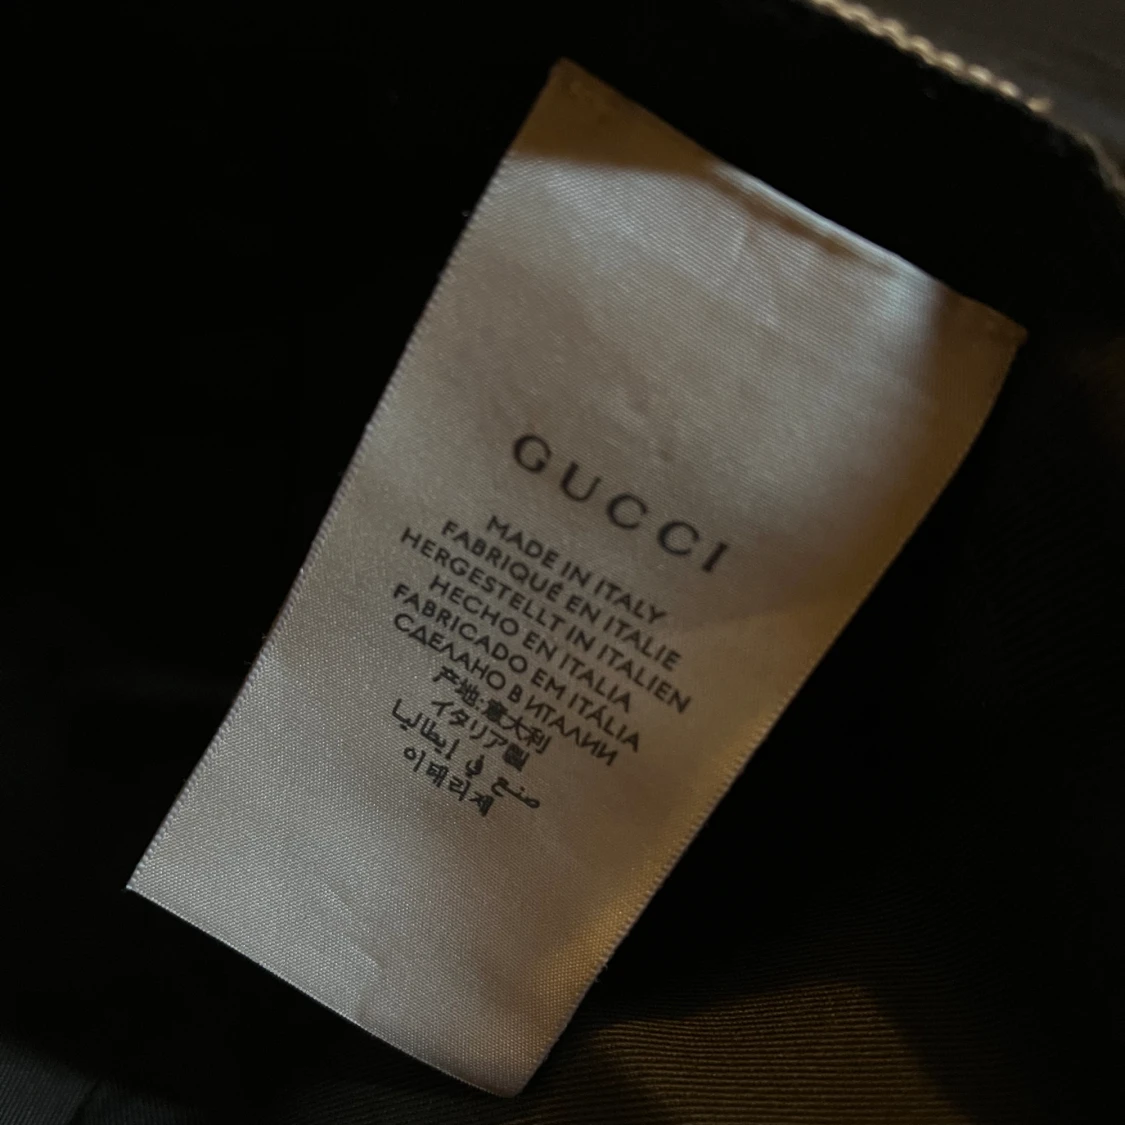 GUCCI
MADE IN ITALY
FABRIQUÉ EN ITALIE
HERGESTELLT IN ITALIEN
HECHO EN ITALIA
FABRICADO EM ITÁLIA
СДЕЛАНО В ИТАЛИИ
产地:意大利
イタリア製
صنع في إيطاليا
이태리제